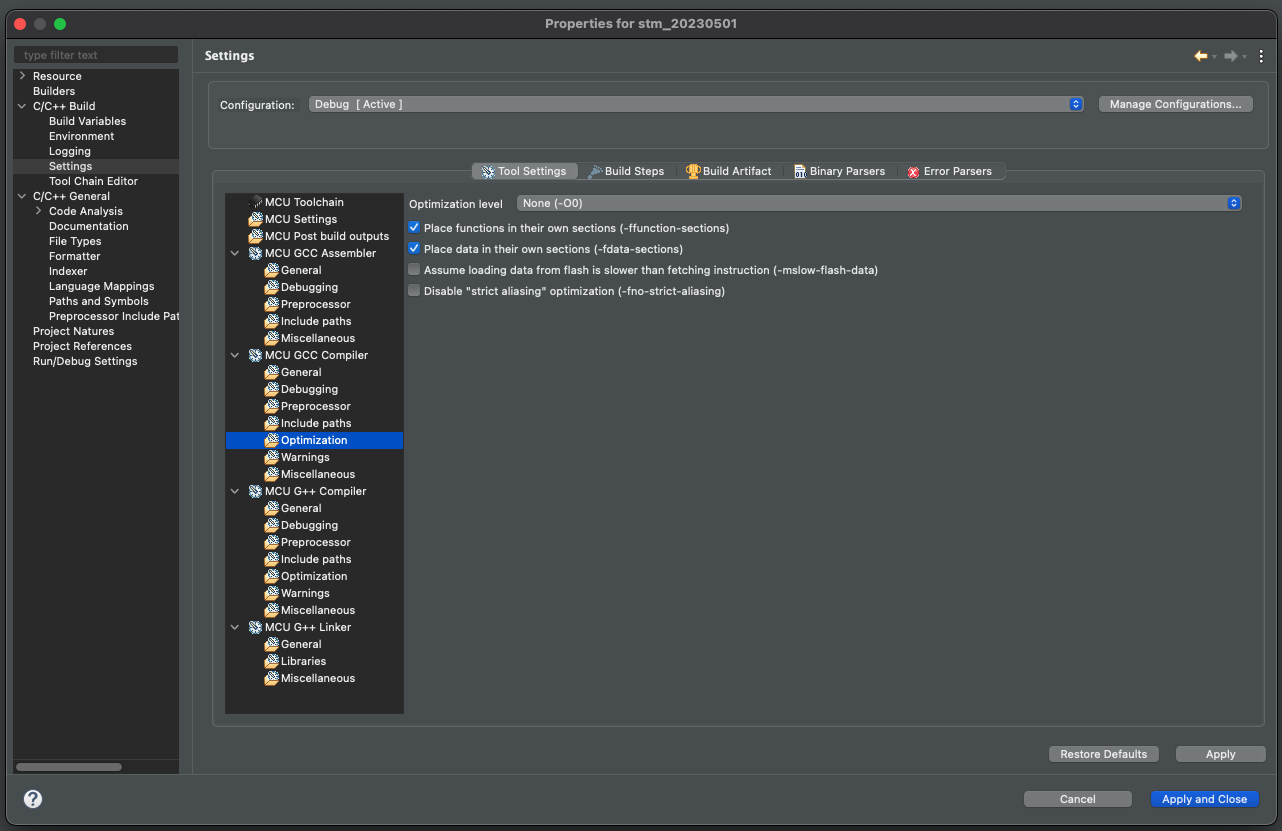 Properties for stm_20230501
type filter text
Resource
Builders
C/C++ Build
Build Variables
Environment
Logging
Settings
Tool Chain Editor
C/C++ General
Code Analysis
Documentation
File Types
Formatter
Indexer
Language Mappings
Paths and Symbols
Preprocessor Include Pat
Project Natures
Project References
Run/Debug Settings
Settings
Configuration:
Debug [ Active ]
Manage Configurations...
Tool Settings
Build Steps
Build Artifact
Binary Parsers
Error Parsers
MCU Toolchain
MCU Settings
MCU Post build outputs
MCU GCC Assembler
General
Debugging
Preprocessor
Include paths
Miscellaneous
MCU GCC Compiler
General
Debugging
Preprocessor
Include paths
Optimization
Warnings
Miscellaneous
MCU G++ Compiler
General
Debugging
Preprocessor
Include paths
Optimization
Warnings
Miscellaneous
MCU G++ Linker
General
Libraries
Miscellaneous
Optimization level
None (-O0)
Place functions in their own sections (-ffunction-sections)
Place data in their own sections (-fdata-sections)
Assume loading data from flash is slower than fetching instruction (-mslow-flash-data)
Disable "strict aliasing" optimization (-fno-strict-aliasing)
Restore Defaults
Apply
?
Cancel
Apply and Close